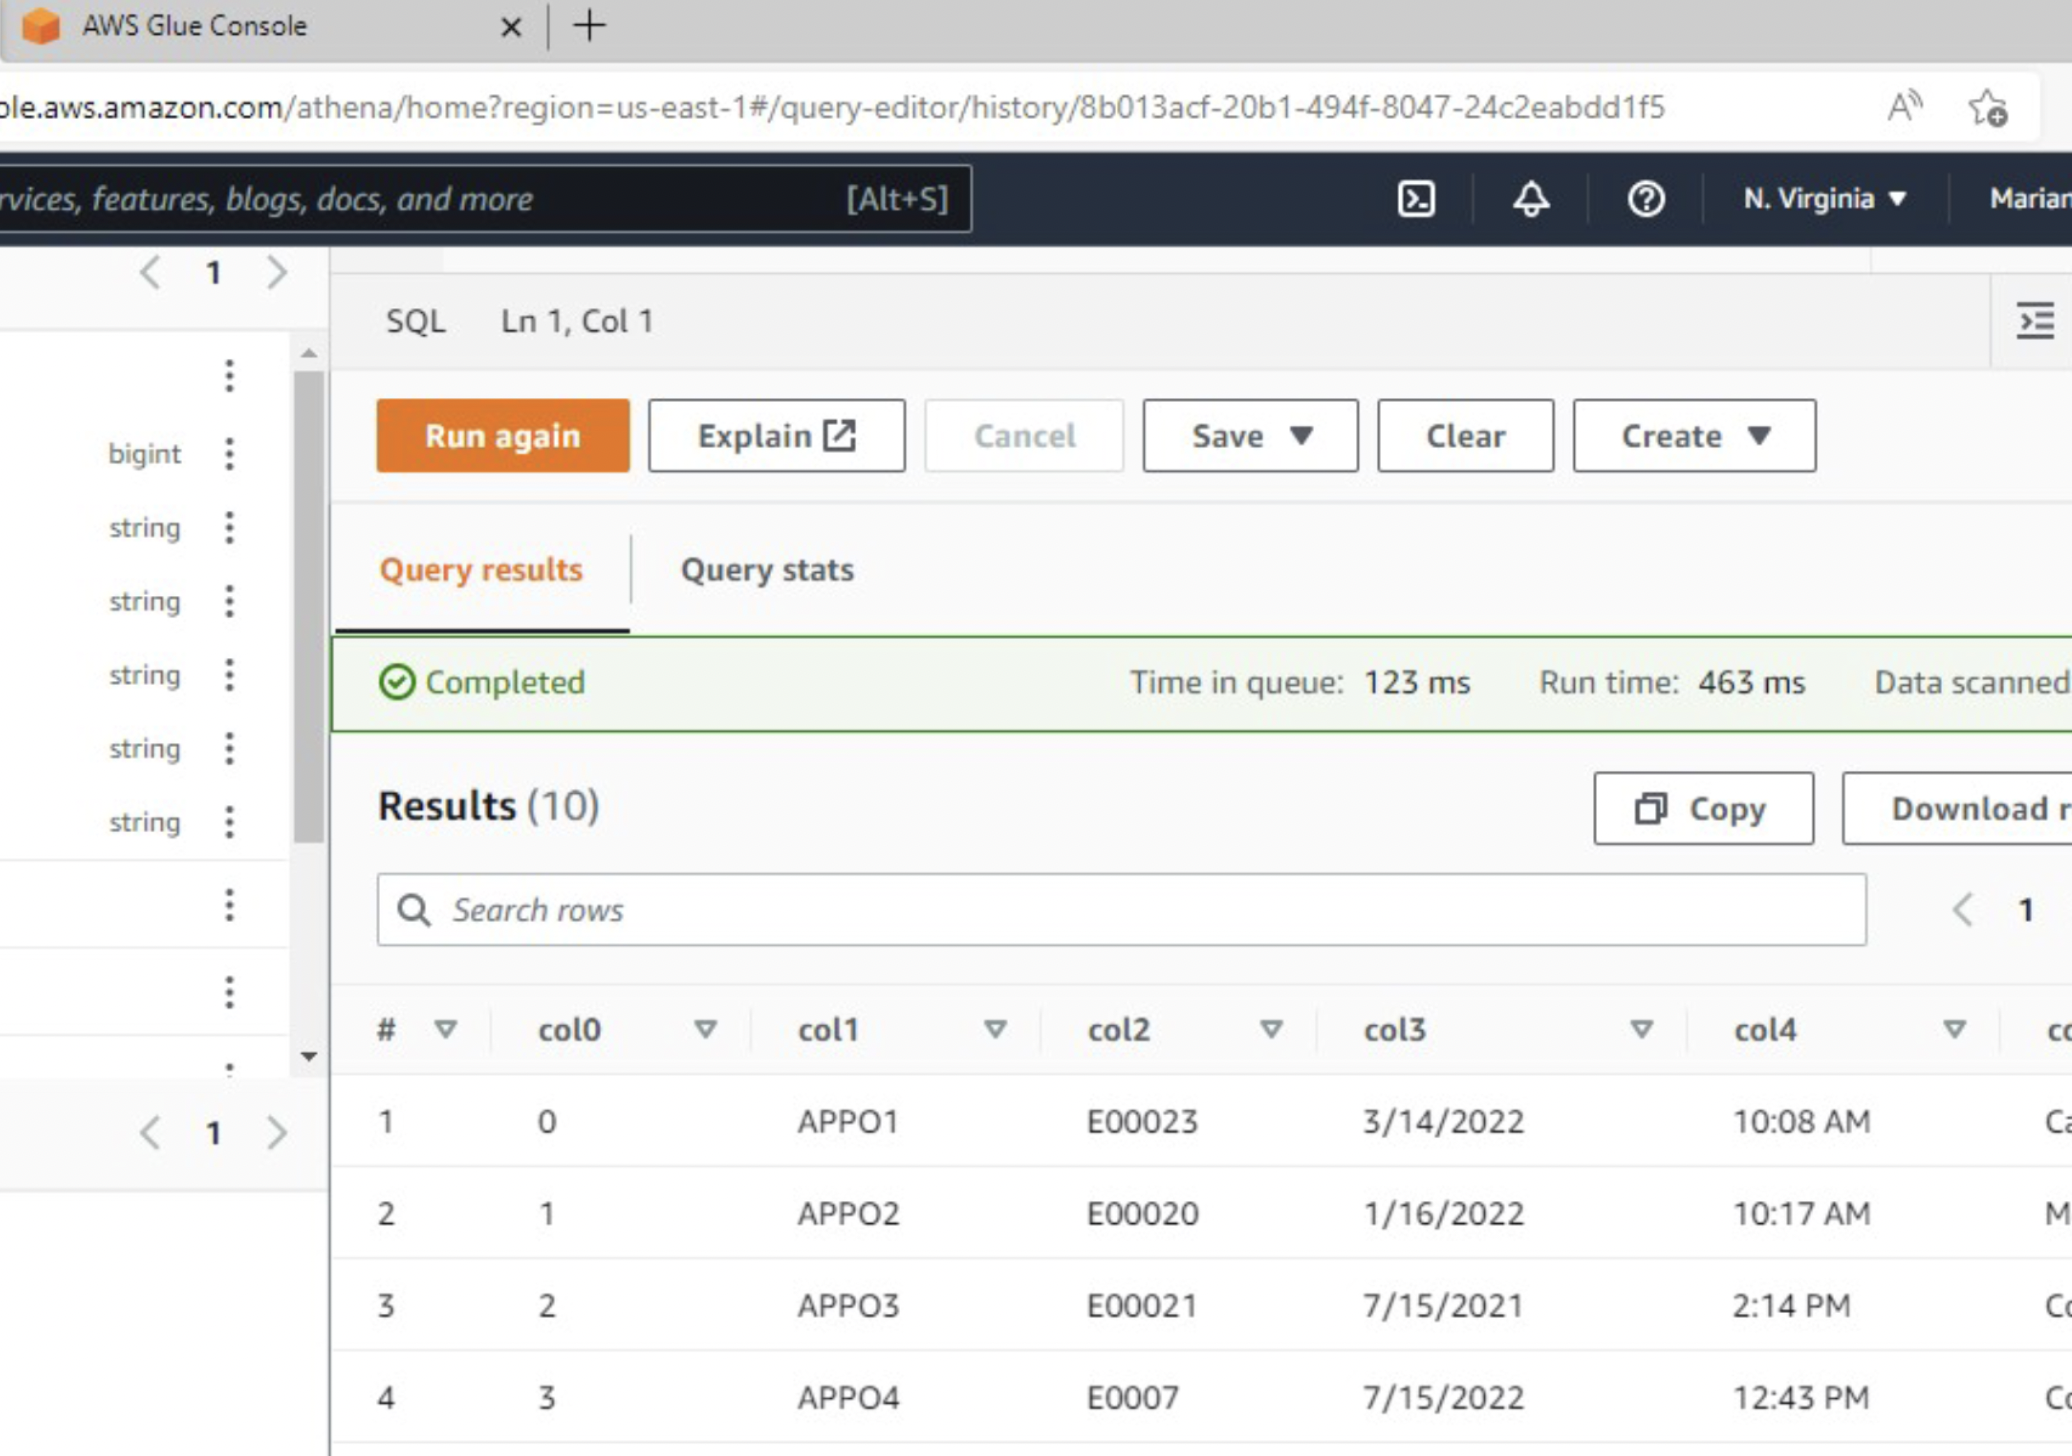 AWS Glue Console
ole.aws.amazon.com/athena/home?region=us-east-1#/query-editor/history/8b013acf-20b1-494f-8047-24c2eabdd1f5
rvices, features, blogs, docs, and more [Alt+S] N. Virginia Marian
1
SQL Ln 1, Col 1
Run again Explain Cancel Save Clear Create
bigint
string
string
string
string
string
1
Query results Query stats
Completed Time in queue: 123 ms Run time: 463 ms Data scanned
Results (10) Copy Download r
Search rows 1
# col0 col1 col2 col3 col4 co
1 0 APPO1 E00023 3/14/2022 10:08 AM Ca
2 1 APPO2 E00020 1/16/2022 10:17 AM M
3 2 APPO3 E00021 7/15/2021 2:14 PM Co
4 3 APPO4 E0007 7/15/2022 12:43 PM Co